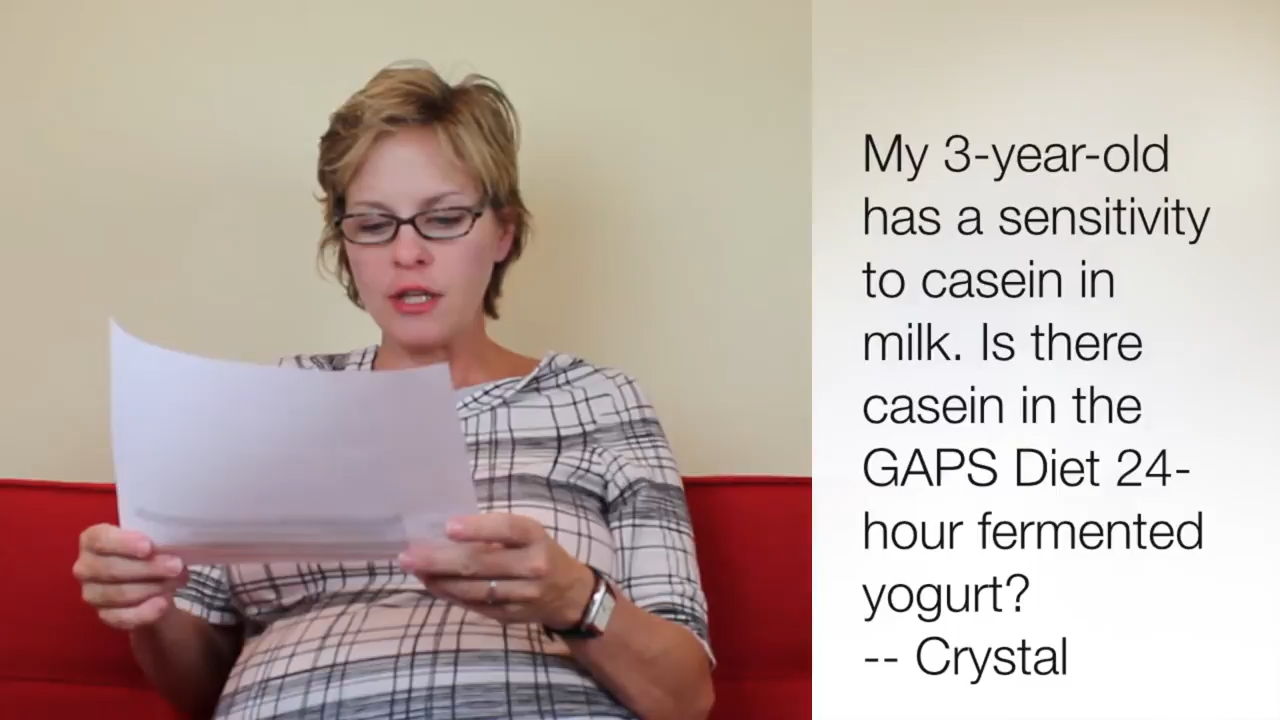 My 3-year-old
has a sensitivity
to casein in
milk. Is there
casein in the
GAPS Diet 24-
hour fermented
yogurt?
-- Crystal